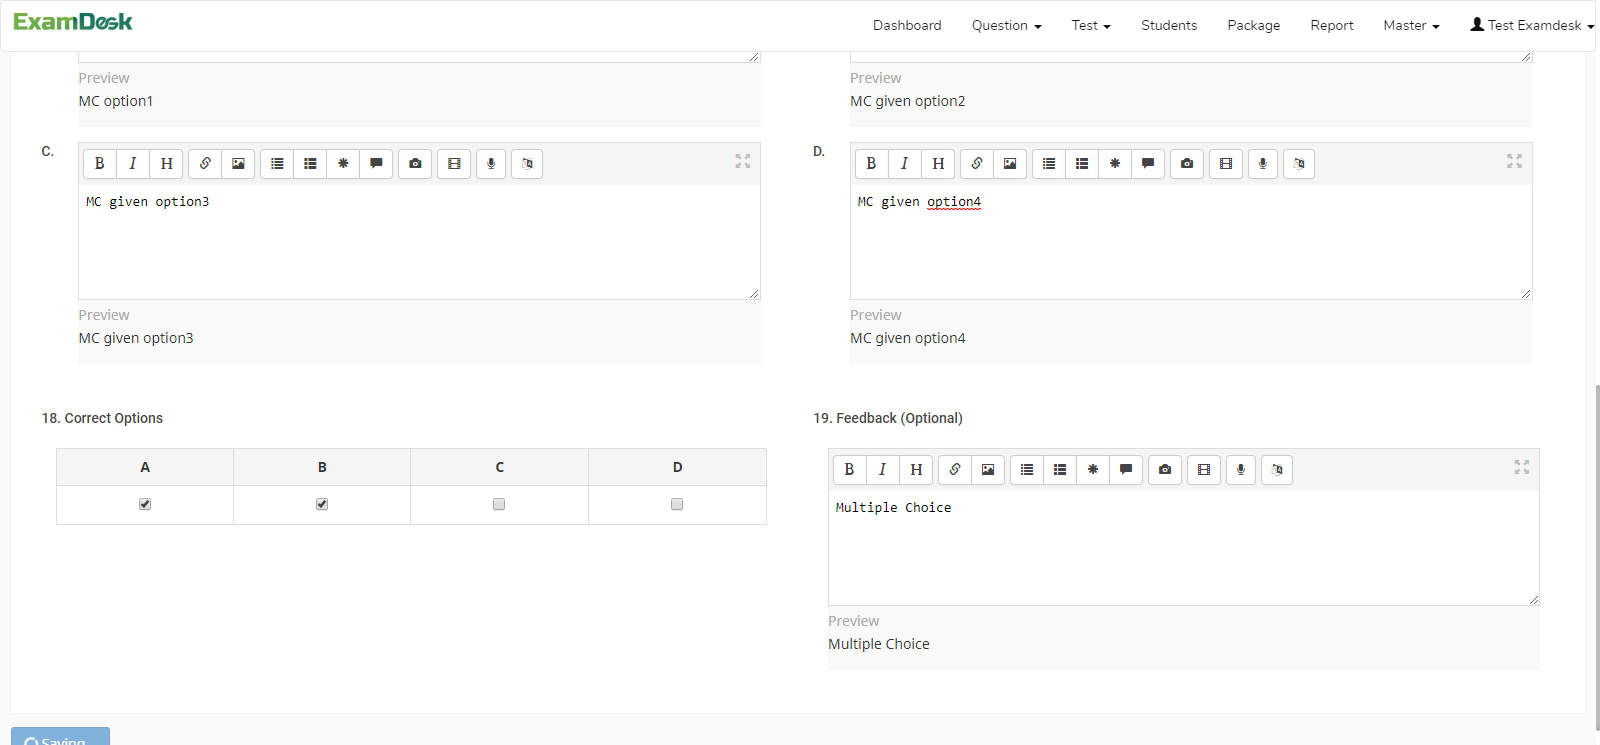 ExamDesk
Dashboard Question Test Students Package Report Master Test Examdesk
Preview
MC option1
Preview
MC given option2
C.
B I H
MC given option3
Preview
MC given option3
D.
B I H
MC given option4
Preview
MC given option4
18. Correct Options
A B C D
19. Feedback (Optional)
B I H
Multiple Choice
Preview
Multiple Choice
Saving...